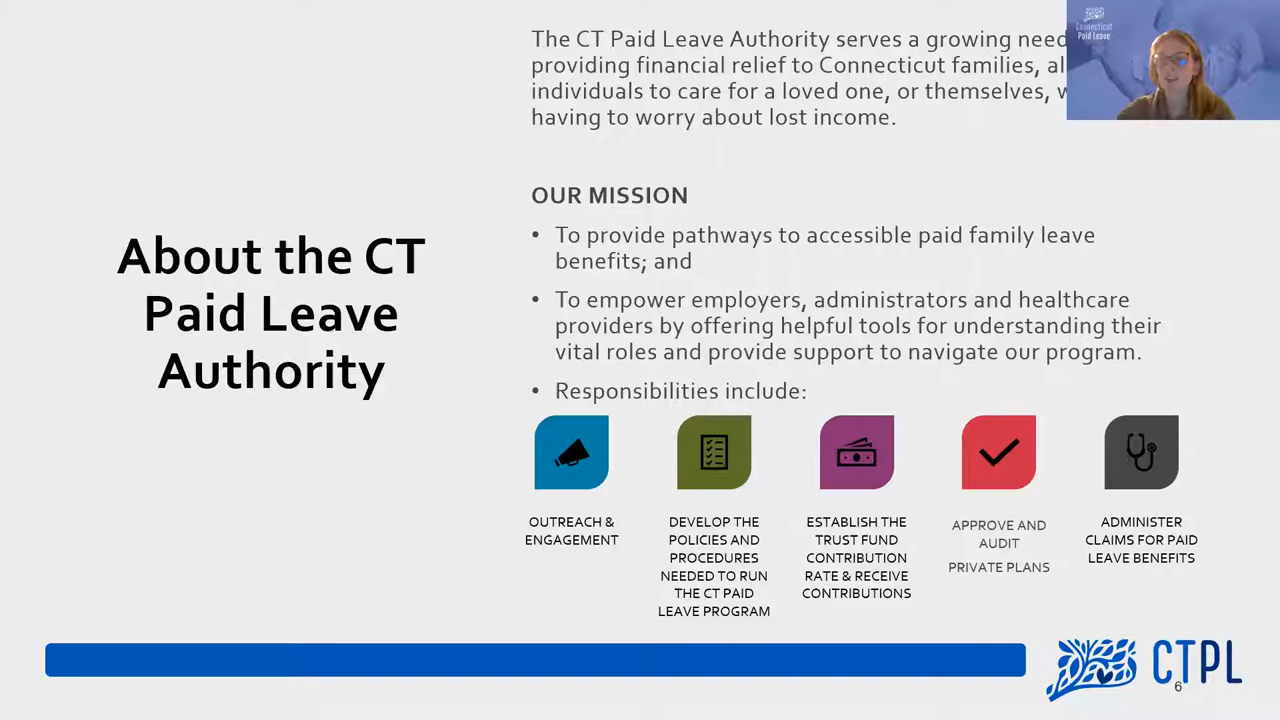 The CT Paid Leave Authority serves a growing need
providing financial relief to Connecticut families,
individuals to care for a loved one, or themselves,
having to worry about lost income.
Connecticut
Paid Leave
OUR MISSION
• To provide pathways to accessible paid family leave
benefits; and
• To empower employers, administrators and healthcare
providers by offering helpful tools for understanding their
vital roles and provide support to navigate our program.
• Responsibilities include:
About the CT
Paid Leave
Authority
OUTREACH &
ENGAGEMENT
DEVELOP THE
POLICIES AND
PROCEDURES
NEEDED TO RUN
THE CT PAID
LEAVE PROGRAM
ESTABLISH THE
TRUST FUND
CONTRIBUTION
RATE & RECEIVE
CONTRIBUTIONS
APPROVE AND
AUDIT
PRIVATE PLANS
ADMINISTER
CLAIMS FOR PAID
LEAVE BENEFITS
CTPL
6